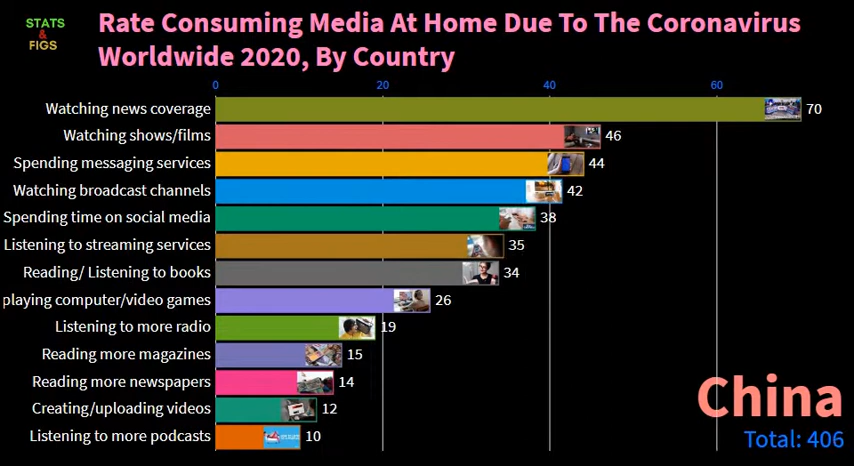 STATS
&
FIGS
Rate Consuming Media At Home Due To The Coronavirus
Worldwide 2020, By Country
0 20 40 60
Watching news coverage 70
Watching shows/films 46
Spending messaging services 44
Watching broadcast channels 42
Spending time on social media 38
Listening to streaming services 35
Reading/ Listening to books 34
playing computer/video games 26
Listening to more radio 19
Reading more magazines 15
Reading more newspapers 14
Creating/uploading videos 12
Listening to more podcasts 10
China
Total: 406